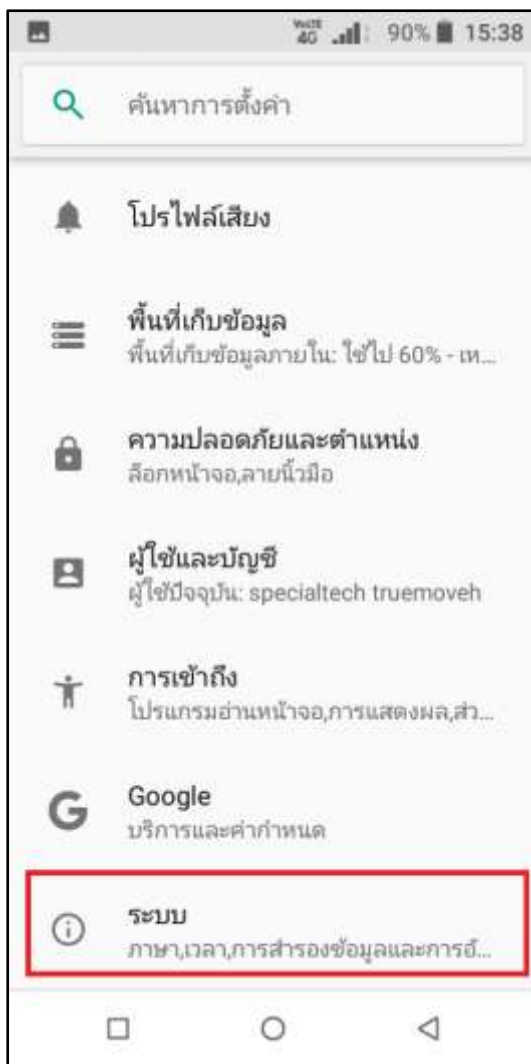 VoLTE 4G 90% 15:38
ค้นหาการตั้งค่า
โปรไฟล์เสียง
พื้นที่เก็บข้อมูล
พื้นที่เก็บข้อมูลภายใน: ใช้ไป 60% - เห...
ความปลอดภัยและตำแหน่ง
ล็อกหน้าจอ,ลายนิ้วมือ
ผู้ใช้และบัญชี
ผู้ใช้ปัจจุบัน: specialtech truemoveh
การเข้าถึง
โปรแกรมอ่านหน้าจอ,การแสดงผล,ส่ว...
Google
บริการและค่ากำหนด
ระบบ
ภาษา,เวลา,การสำรองข้อมูลและการอั...